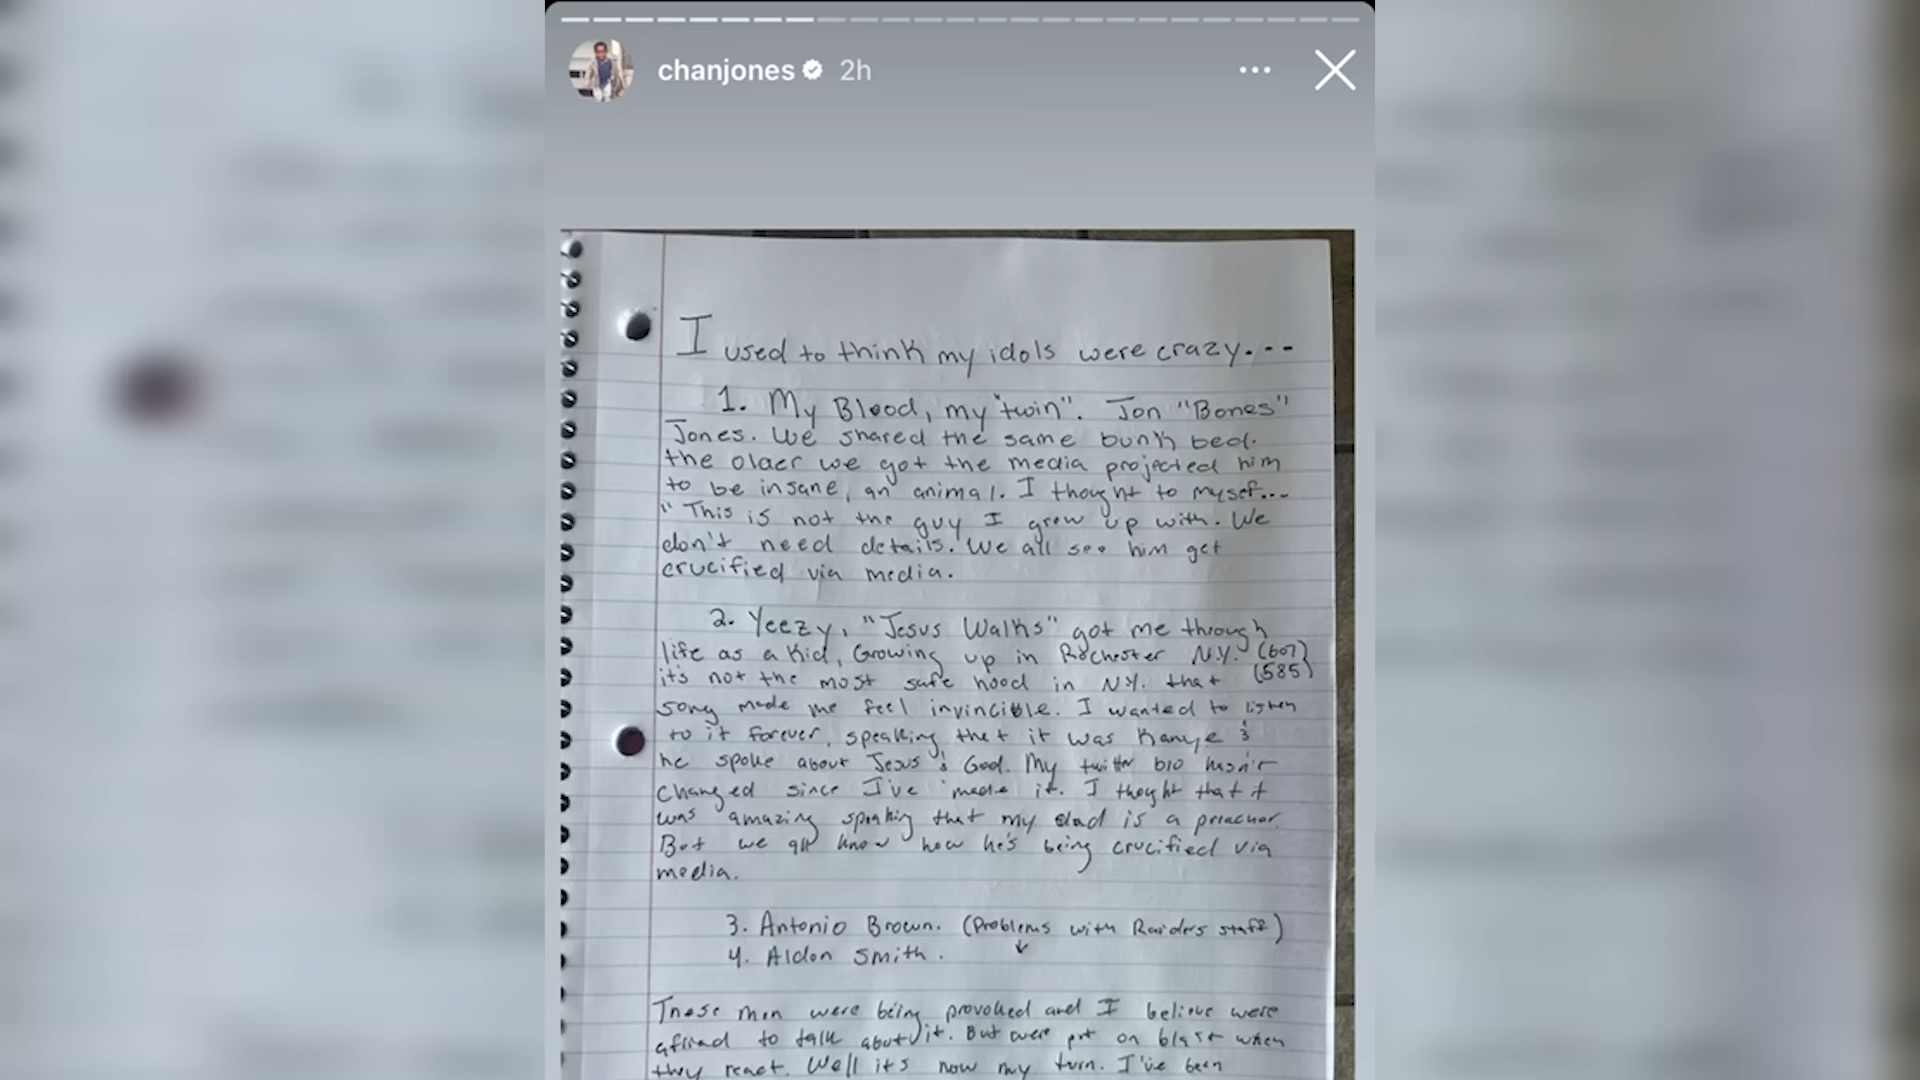 chanjones 2h
I used to think my idols were crazy...
1. My Blood, my "twin". Jon "Bones"
Jones. We shared the same bunk bed.
the older we got the media projected him
to be insane, an animal. I thought to myself...
"This is not the guy I grew up with. We
don't need details. We all see him get
crucified via media.
2. Yeezy. "Jesus Walks" got me through
life as a kid, Growing up in Rochester N.Y. (607)
it's not the most safe hood in N.Y. that (585)
song made me feel invincible. I wanted to listen
to it forever, speaking that it was Kanye &
he spoke about Jesus & God. My twitter bio hasn't
changed since I've made it. I thought that it
was amazing speaking that my dad is a preacher.
But we all know how he's being crucified via
media.
3. Antonio Brown. (Problems with Raiders staff)
4. Aldon Smith. ↓
These men were being provoked and I believe were
afriad to talk about it. But were put on blast when
they react. Well it's now my turn. I've been